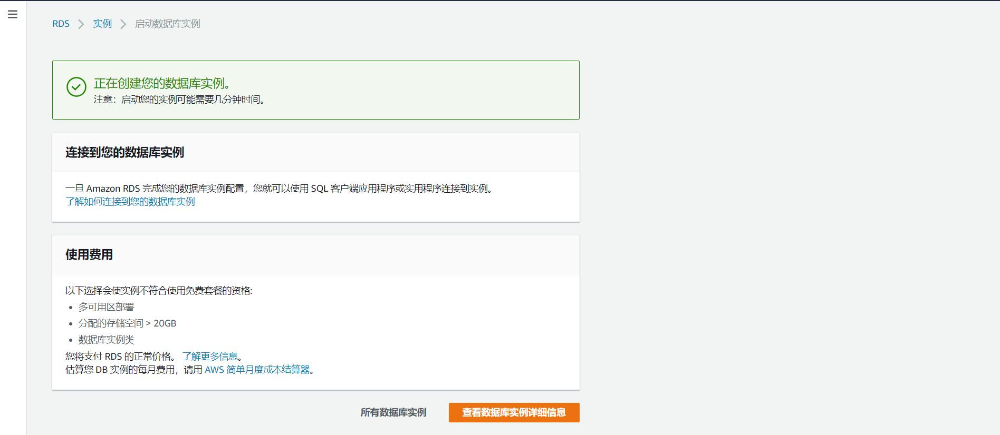 RDS 实例 启动数据库实例
正在创建您的数据库实例。
注意：启动您的实例可能需要几分钟时间。
连接到您的数据库实例
一旦 Amazon RDS 完成您的数据库实例配置，您就可以使用 SQL 客户端应用程序或实用程序连接到实例。
了解如何连接到您的数据库实例
使用费用
以下选择会使实例不符合使用免费套餐的资格:
• 多可用区部署
• 分配的存储空间 > 20GB
• 数据库实例类
您将支付 RDS 的正常价格。 了解更多信息。
估算您 DB 实例的每月费用，请用 AWS 简单月度成本结算器。
所有数据库实例 查看数据库实例详细信息